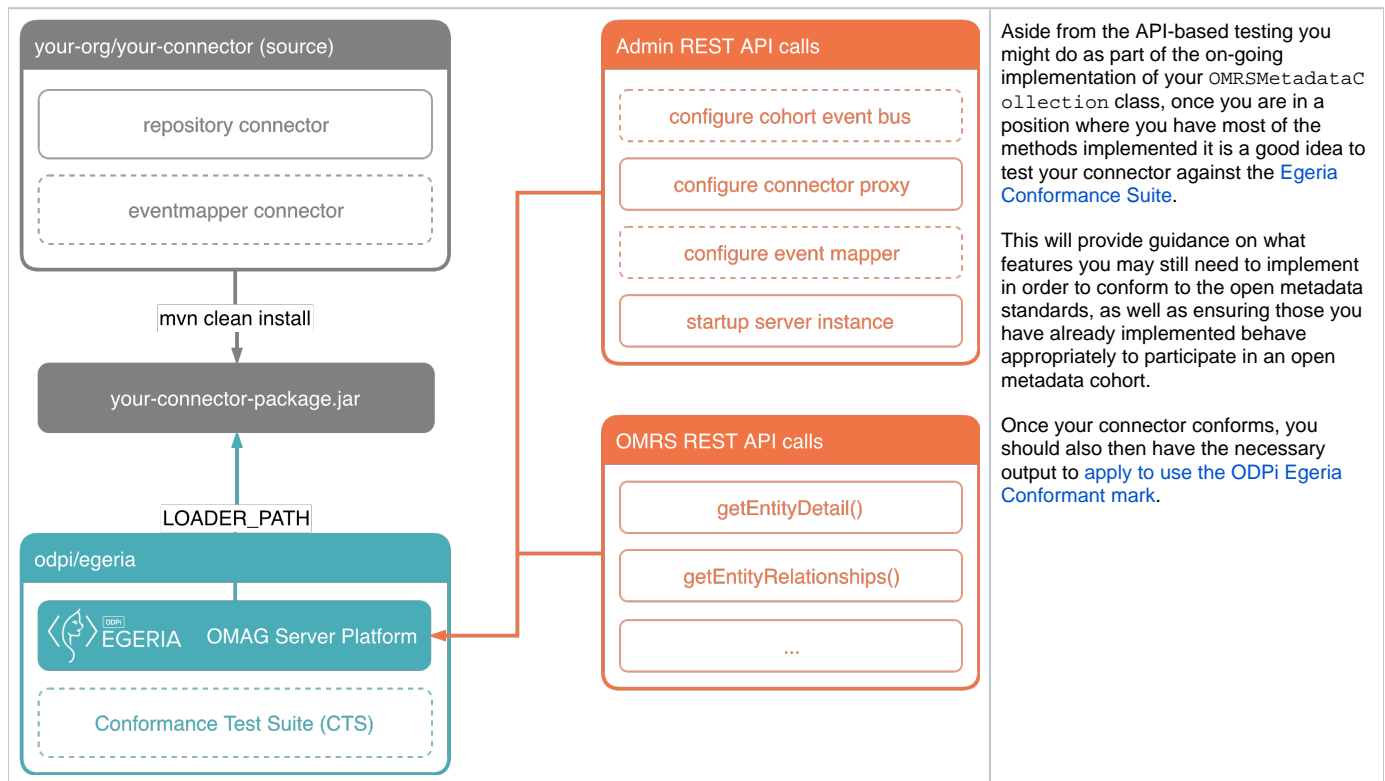 your-org/your-connector (source)
repository connector
eventmapper connector
mvn clean install
your-connector-package.jar
LOADER_PATH
odpi/egeria
ODPi
EGERIA
OMAG Server Platform
Conformance Test Suite (CTS)
Admin REST API calls
configure cohort event bus
configure connector proxy
configure event mapper
startup server instance
OMRS REST API calls
getEntityDetail()
getEntityRelationships()
...
Aside from the API-based testing you
might do as part of the on-going
implementation of your OMRSMetadataC
ollection class, once you are in a
position where you have most of the
methods implemented it is a good idea to
test your connector against the Egeria
Conformance Suite.
This will provide guidance on what
features you may still need to implement
in order to conform to the open metadata
standards, as well as ensuring those you
have already implemented behave
appropriately to participate in an open
metadata cohort.
Once your connector conforms, you
should also then have the necessary
output to apply to use the ODPi Egeria
Conformant mark.